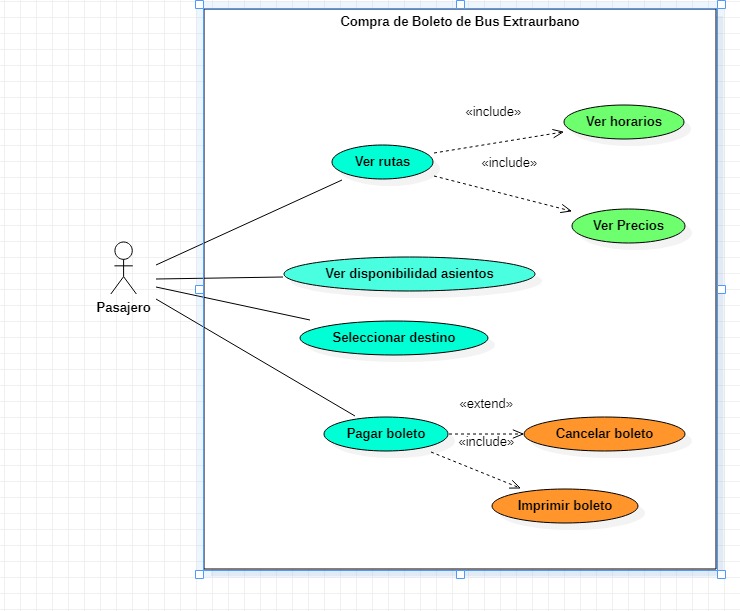 Compra de Boleto de Bus Extraurbano
«include»
Ver horarios
Ver rutas
«include»
Ver Precios
Ver disponibilidad asientos
Pasajero
Seleccionar destino
«extend»
Pagar boleto
Cancelar boleto
«include»
Imprimir boleto